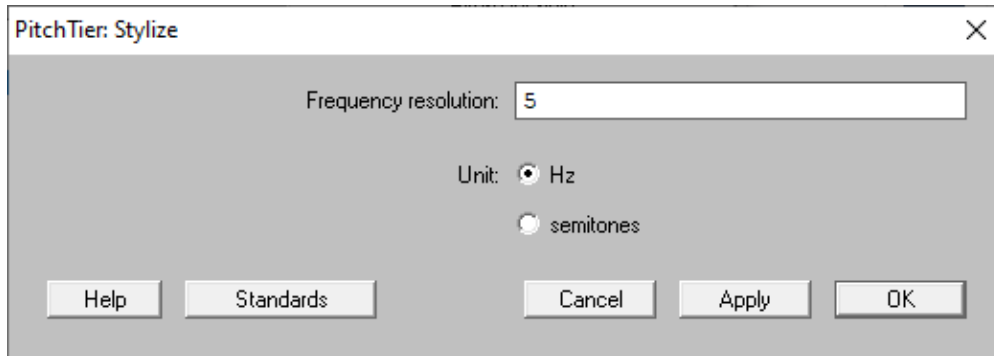 PitchTier: Stylize
Frequency resolution: 5
Unit: Hz
semitones
Help Standards Cancel Apply OK